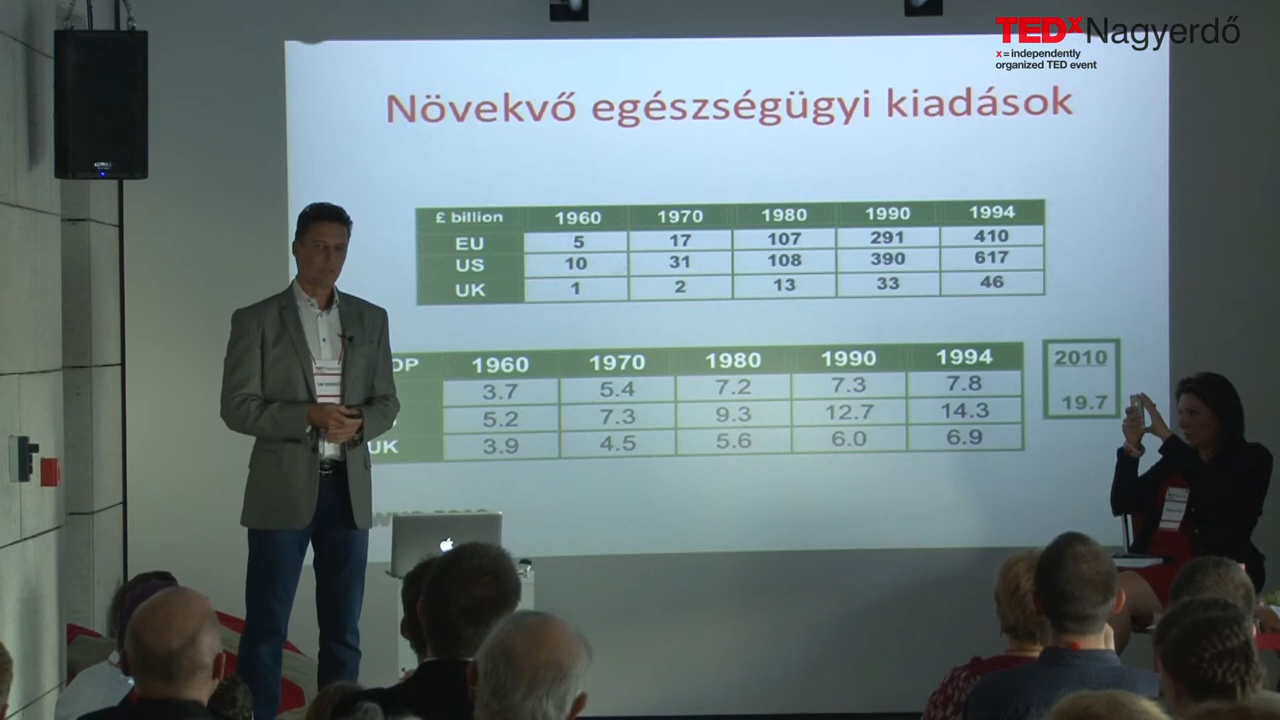 TEDxNagyerdő
x = independently
organized TED event
Növekvő egészségügyi kiadások
£ billion 1960 1970 1980 1990 1994
EU 5 17 107 291 410
US 10 31 108 390 617
UK 1 2 13 33 46
DP 1960 1970 1980 1990 1994 2010
3.7 5.4 7.2 7.3 7.8
5.2 7.3 9.3 12.7 14.3 19.7
UK 3.9 4.5 5.6 6.0 6.9